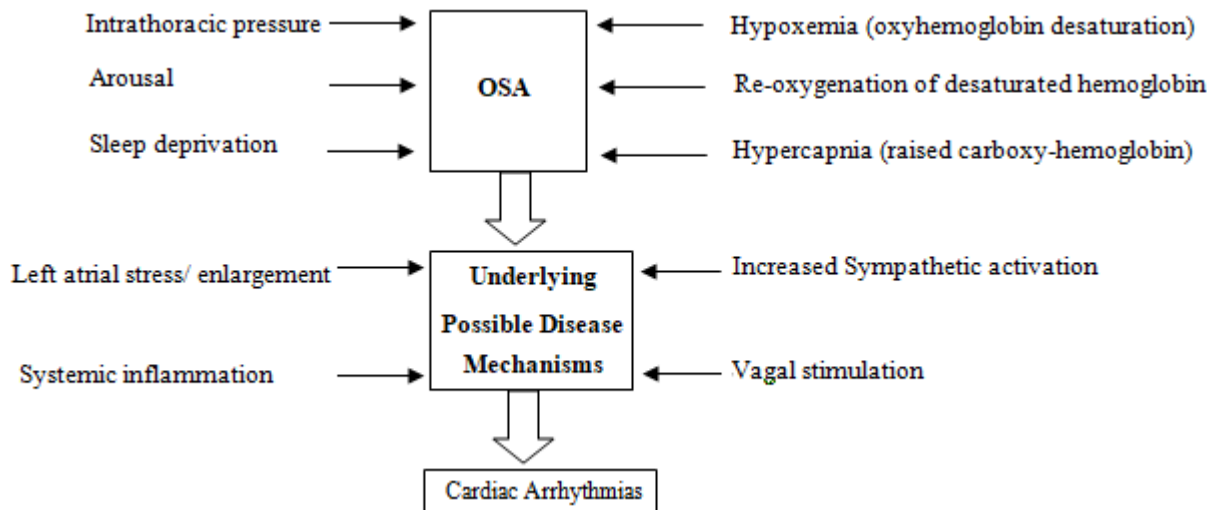 Intrathoracic pressure
Hypoxemia (oxyhemoglobin desaturation)
Arousal
OSA
Re-oxygenation of desaturated hemoglobin
Sleep deprivation
Hypercapnia (raised carboxy-hemoglobin)
Left atrial stress/ enlargement
Underlying
Possible Disease
Mechanisms
Increased Sympathetic activation
Systemic inflammation
Vagal stimulation
Cardiac Arrhythmias